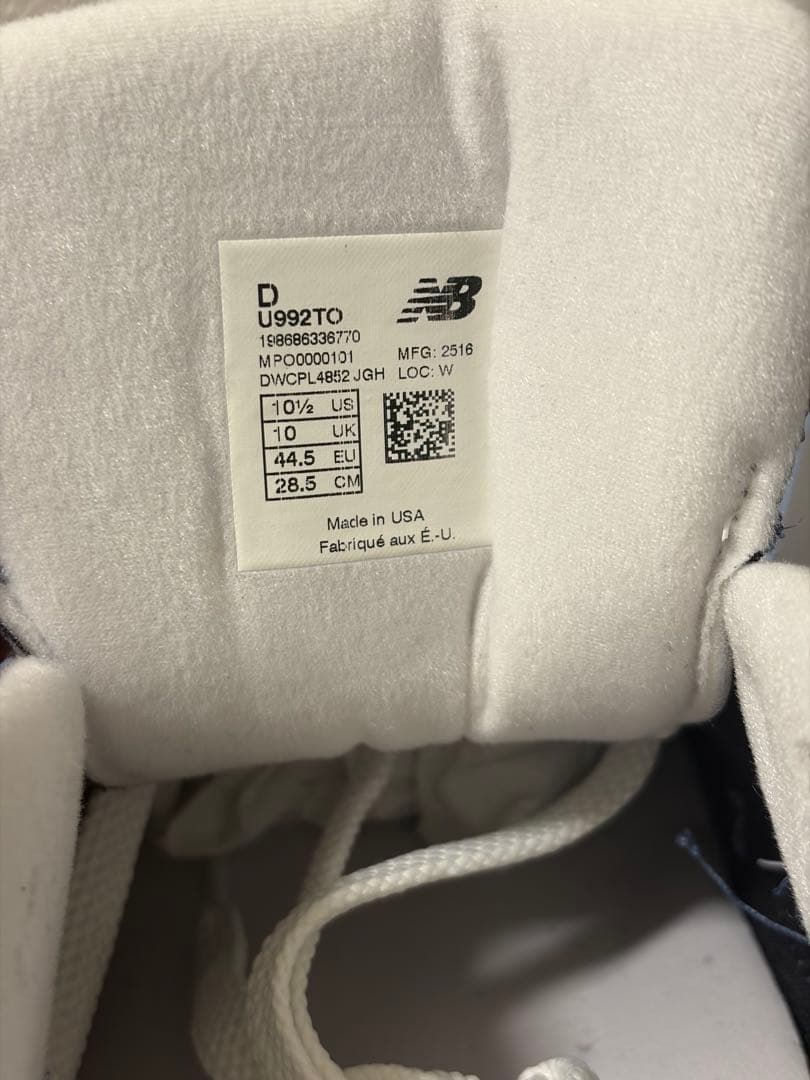 D
NB
U992TO
198686336770
MPO0000101 MFG: 2516
DWCPL4852 JGH LOC: W
10½ US
10 UK
44.5 EU
28.5 CM
Made in USA
Fabriqué aux É.-U.